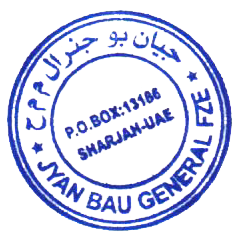 جيان بو جنرال م م ح
P.O.BOX:13186
SHARJAH-UAE
★ JYAN BAU GENERAL FZE ★